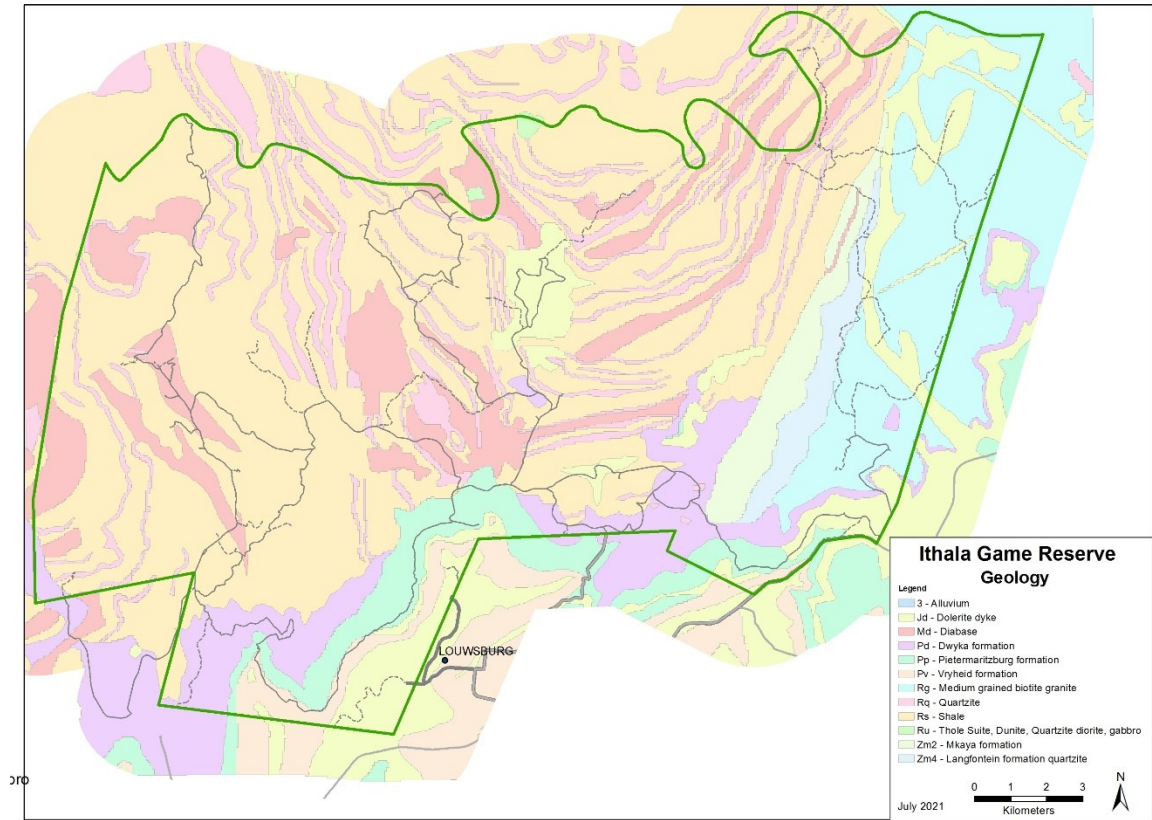 LOUWSBURG
oro
Ithala Game Reserve
Geology
Legend
3 - Alluvium
Jd - Dolerite dyke
Md - Diabase
Pd - Dwyka formation
Pp - Pietermaritzburg formation
Pv - Vryheid formation
Rg - Medium grained biotite granite
Rq - Quartzite
Rs - Shale
Ru - Thole Suite, Dunite, Quartzite diorite, gabbro
Zm2 - Mkaya formation
Zm4 - Langfontein formation quartzite
July 2021
0 1 2 3
Kilometers
N